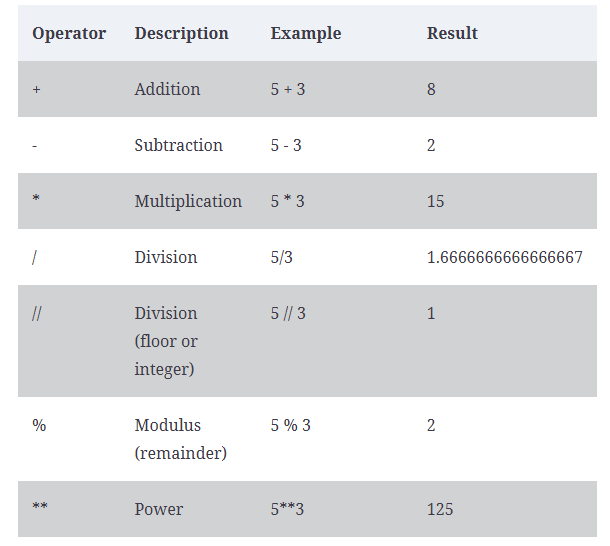 Operator Description Example Result
+ Addition 5 + 3 8
- Subtraction 5 - 3 2
* Multiplication 5 * 3 15
/ Division 5/3 1.6666666666666667
// Division 5 // 3 1
(floor or
integer)
% Modulus 5 % 3 2
(remainder)
** Power 5**3 125